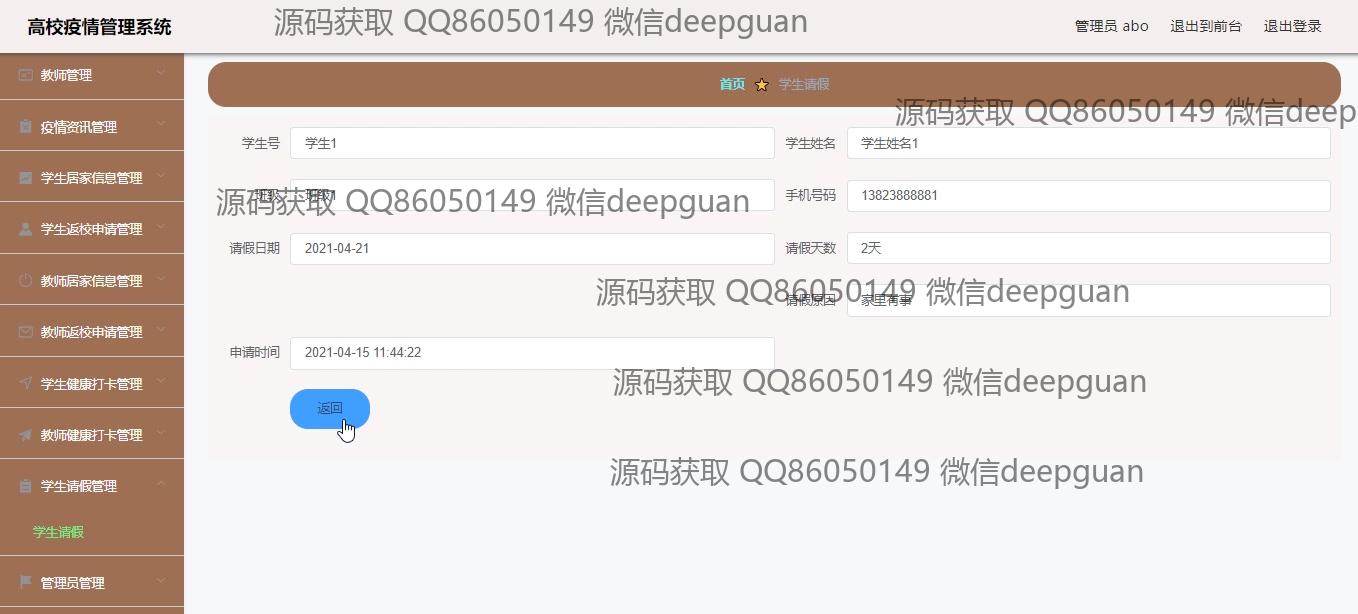 高校疫情管理系统
源码获取 QQ86050149 微信deepguan
管理员 abo 退出到前台 退出登录
教师管理
疫情资讯管理
学生居家信息管理
学生返校申请管理
教师居家信息管理
教师返校申请管理
学生健康打卡管理
教师健康打卡管理
学生请假管理
学生请假
管理员管理
首页 学生请假
源码获取 QQ86050149 微信deep
学生号 学生1 学生姓名 学生姓名1
班级 班级1 手机号码 13823888881
源码获取 QQ86050149 微信deepguan
请假日期 2021-04-21 请假天数 2天
请假原因 家里有事
源码获取 QQ86050149 微信deepguan
申请时间 2021-04-15 11:44:22
源码获取 QQ86050149 微信deepguan
返回
源码获取 QQ86050149 微信deepguan